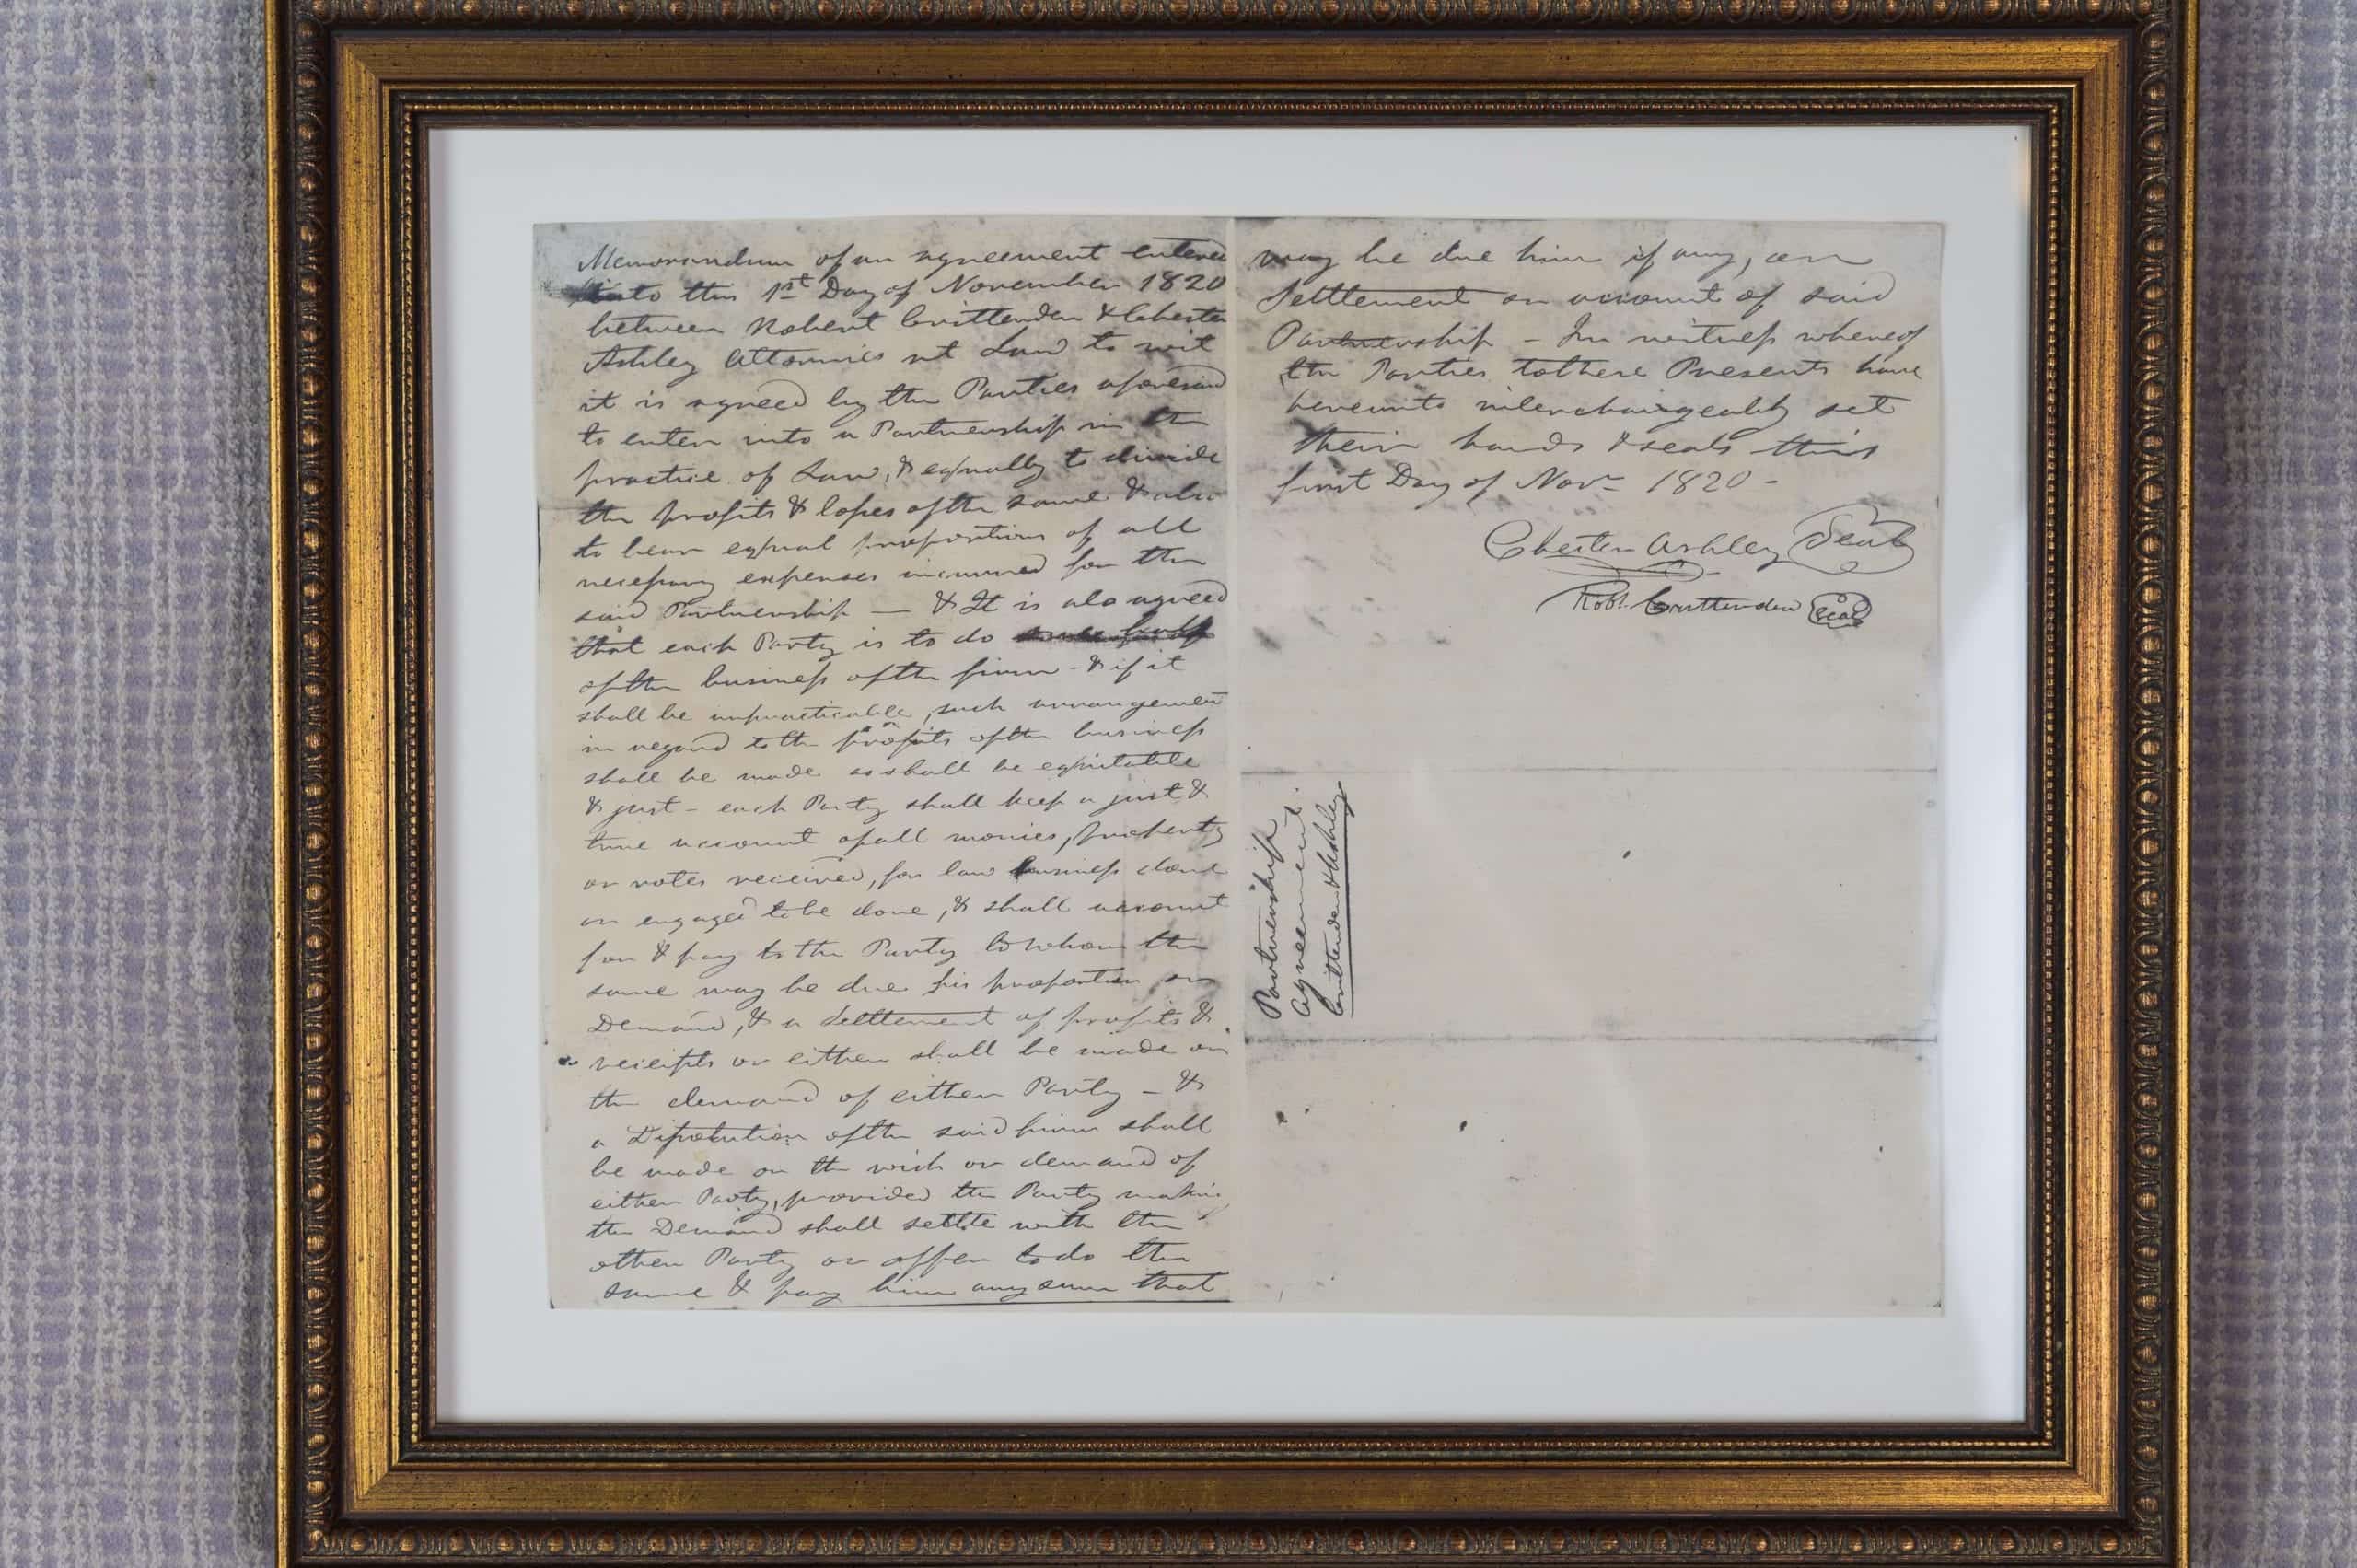 Memorandum of an agreement entered
into this 1st Day of November 1820
between Robert Crittenden & Chester
Ashley Attornies at Law to wit
it is agreed by the Parties aforesaid
to enter into a Partnership in the
practice of Law, & equally to divide
the profits & losses of the same & also
to bear equal proportions of all
necessary expenses incurred for the
said Partnership — & It is also agreed
that each Party is to do
of the business of the firm - & if it
shall be impracticable, such arrangement
in regard to the profits of the business
shall be made as shall be equitable
& just - each Party shall keep a just &
true account of all monies, property
or notes received, for law business done
or engaged to be done, & shall account
for & pay to the Party to whom the
same may be due his proportion on
Demand, & a Settlement of profits &
receipts or either shall be made on
the demand of either Party - &
a Dissolution of the said firm shall
be made on the wish or demand of
either Party, provided the Party making
the Demand shall settle with the
other Party or offer to do the
same & pay him any sum that
may be due him if any, on
Settlement on account of said
Partnership - In witness whereof
the Parties to these Presents have
hereunto interchangeably set
their hands & seals this
first Day of Novr 1820 -
Chester Ashley Seal
Robt. Crittenden Seal
Partnership
Agreement.
Crittenden & Ashley